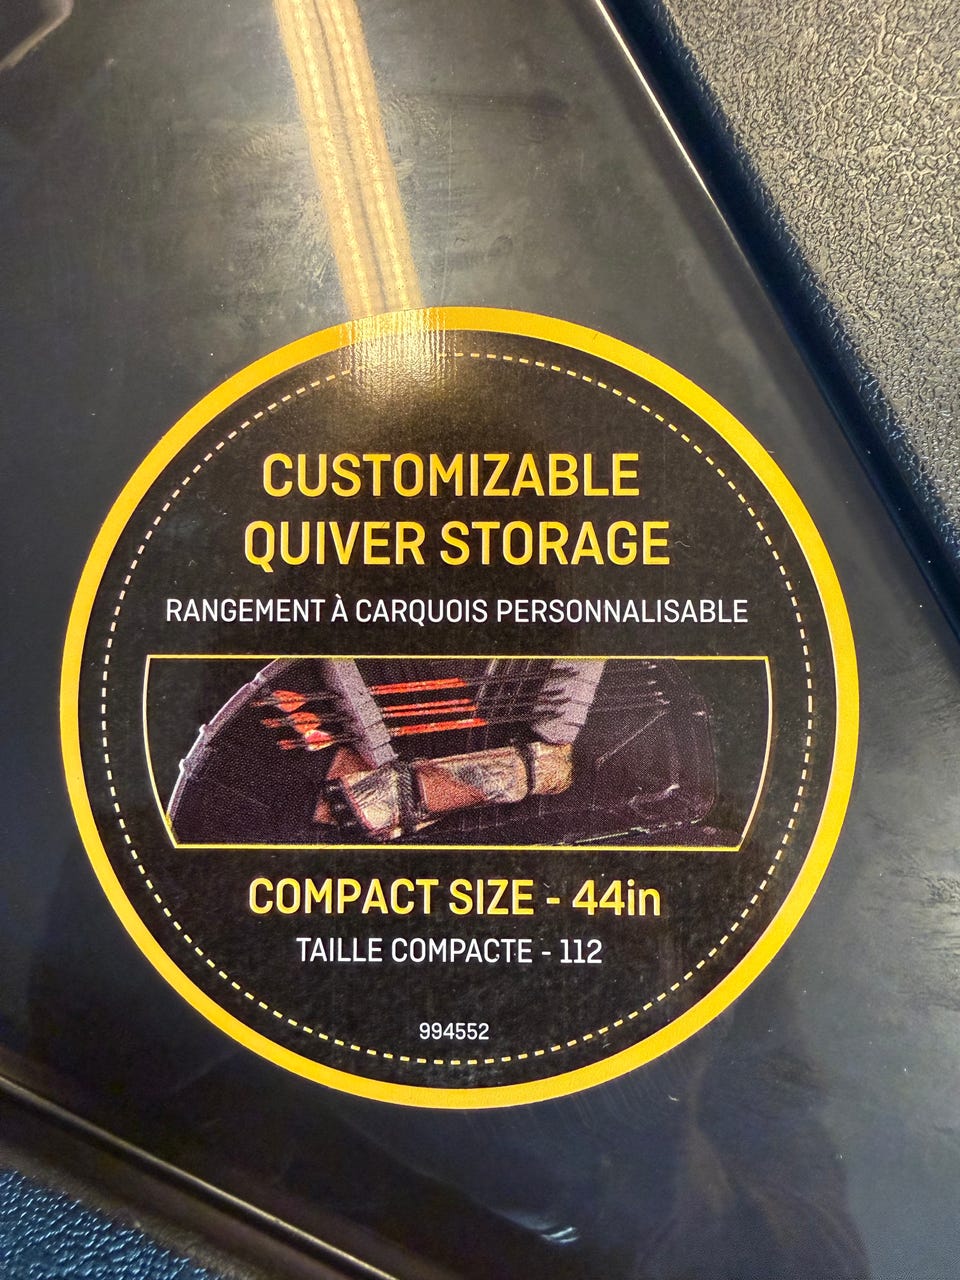 CUSTOMIZABLE
QUIVER STORAGE
RANGEMENT À CARQUOIS PERSONNALISABLE
COMPACT SIZE - 44in
TAILLE COMPACTE - 112
994552